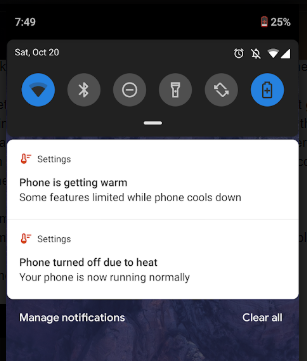 7:49 25%
Sat, Oct 20
Settings
Phone is getting warm
Some features limited while phone cools down
Settings
Phone turned off due to heat
Your phone is now running normally
Manage notifications Clear all